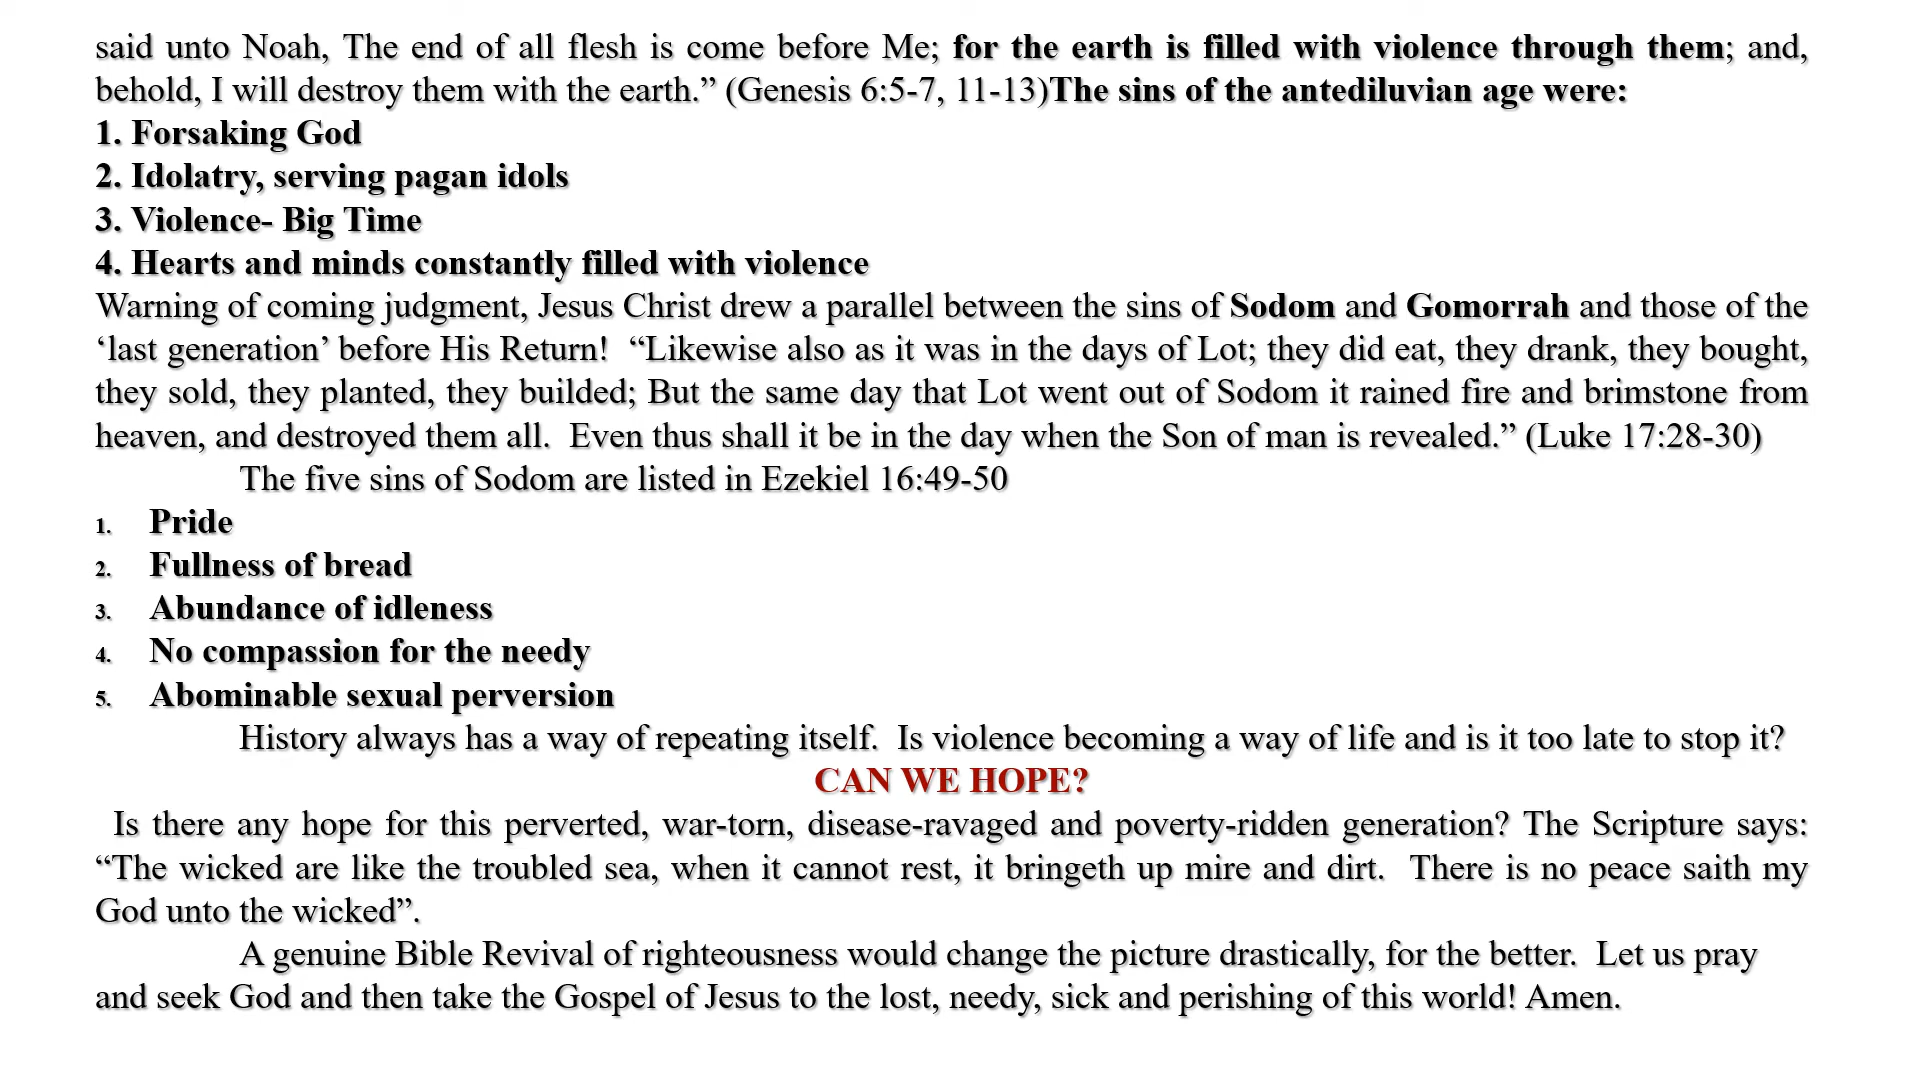 said unto Noah, The end of all flesh is come before Me; for the earth is filled with violence through them; and,
behold, I will destroy them with the earth.” (Genesis 6:5-7, 11-13)The sins of the antediluvian age were:
1. Forsaking God
2. Idolatry, serving pagan idols
3. Violence- Big Time
4. Hearts and minds constantly filled with violence
Warning of coming judgment, Jesus Christ drew a parallel between the sins of Sodom and Gomorrah and those of the
‘last generation’ before His Return!  “Likewise also as it was in the days of Lot; they did eat, they drank, they bought,
they sold, they planted, they builded; But the same day that Lot went out of Sodom it rained fire and brimstone from
heaven, and destroyed them all.  Even thus shall it be in the day when the Son of man is revealed.” (Luke 17:28-30)
The five sins of Sodom are listed in Ezekiel 16:49-50
1. Pride
2. Fullness of bread
3. Abundance of idleness
4. No compassion for the needy
5. Abominable sexual perversion
History always has a way of repeating itself.  Is violence becoming a way of life and is it too late to stop it?
CAN WE HOPE?
Is there any hope for this perverted, war-torn, disease-ravaged and poverty-ridden generation? The Scripture says:
“The wicked are like the troubled sea, when it cannot rest, it bringeth up mire and dirt.  There is no peace saith my
God unto the wicked”.
A genuine Bible Revival of righteousness would change the picture drastically, for the better.  Let us pray
and seek God and then take the Gospel of Jesus to the lost, needy, sick and perishing of this world! Amen.